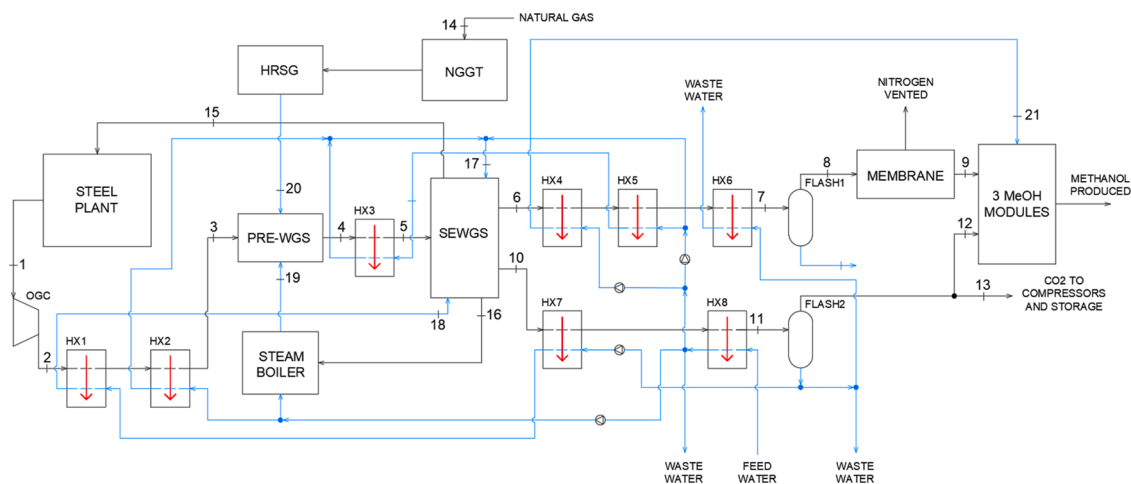 NATURAL GAS
14
HRSG
NGGT
WASTE
WATER
NITROGEN
VENTED
15
21
17
20
STEEL
PLANT
HX4
HX5
HX6
8
FLASH1
MEMBRANE
9
3 MeOH
MODULES
METHANOL
PRODUCED
6
7
HX3
3
PRE-WGS
4
5
SEWGS
12
1
10
19
OGC
13
CO2 TO
COMPRESSORS
AND STORAGE
18
16
HX7
HX8
11
FLASH2
2
HX1
HX2
STEAM
BOILER
WASTE
WATER
FEED
WATER
WASTE
WATER